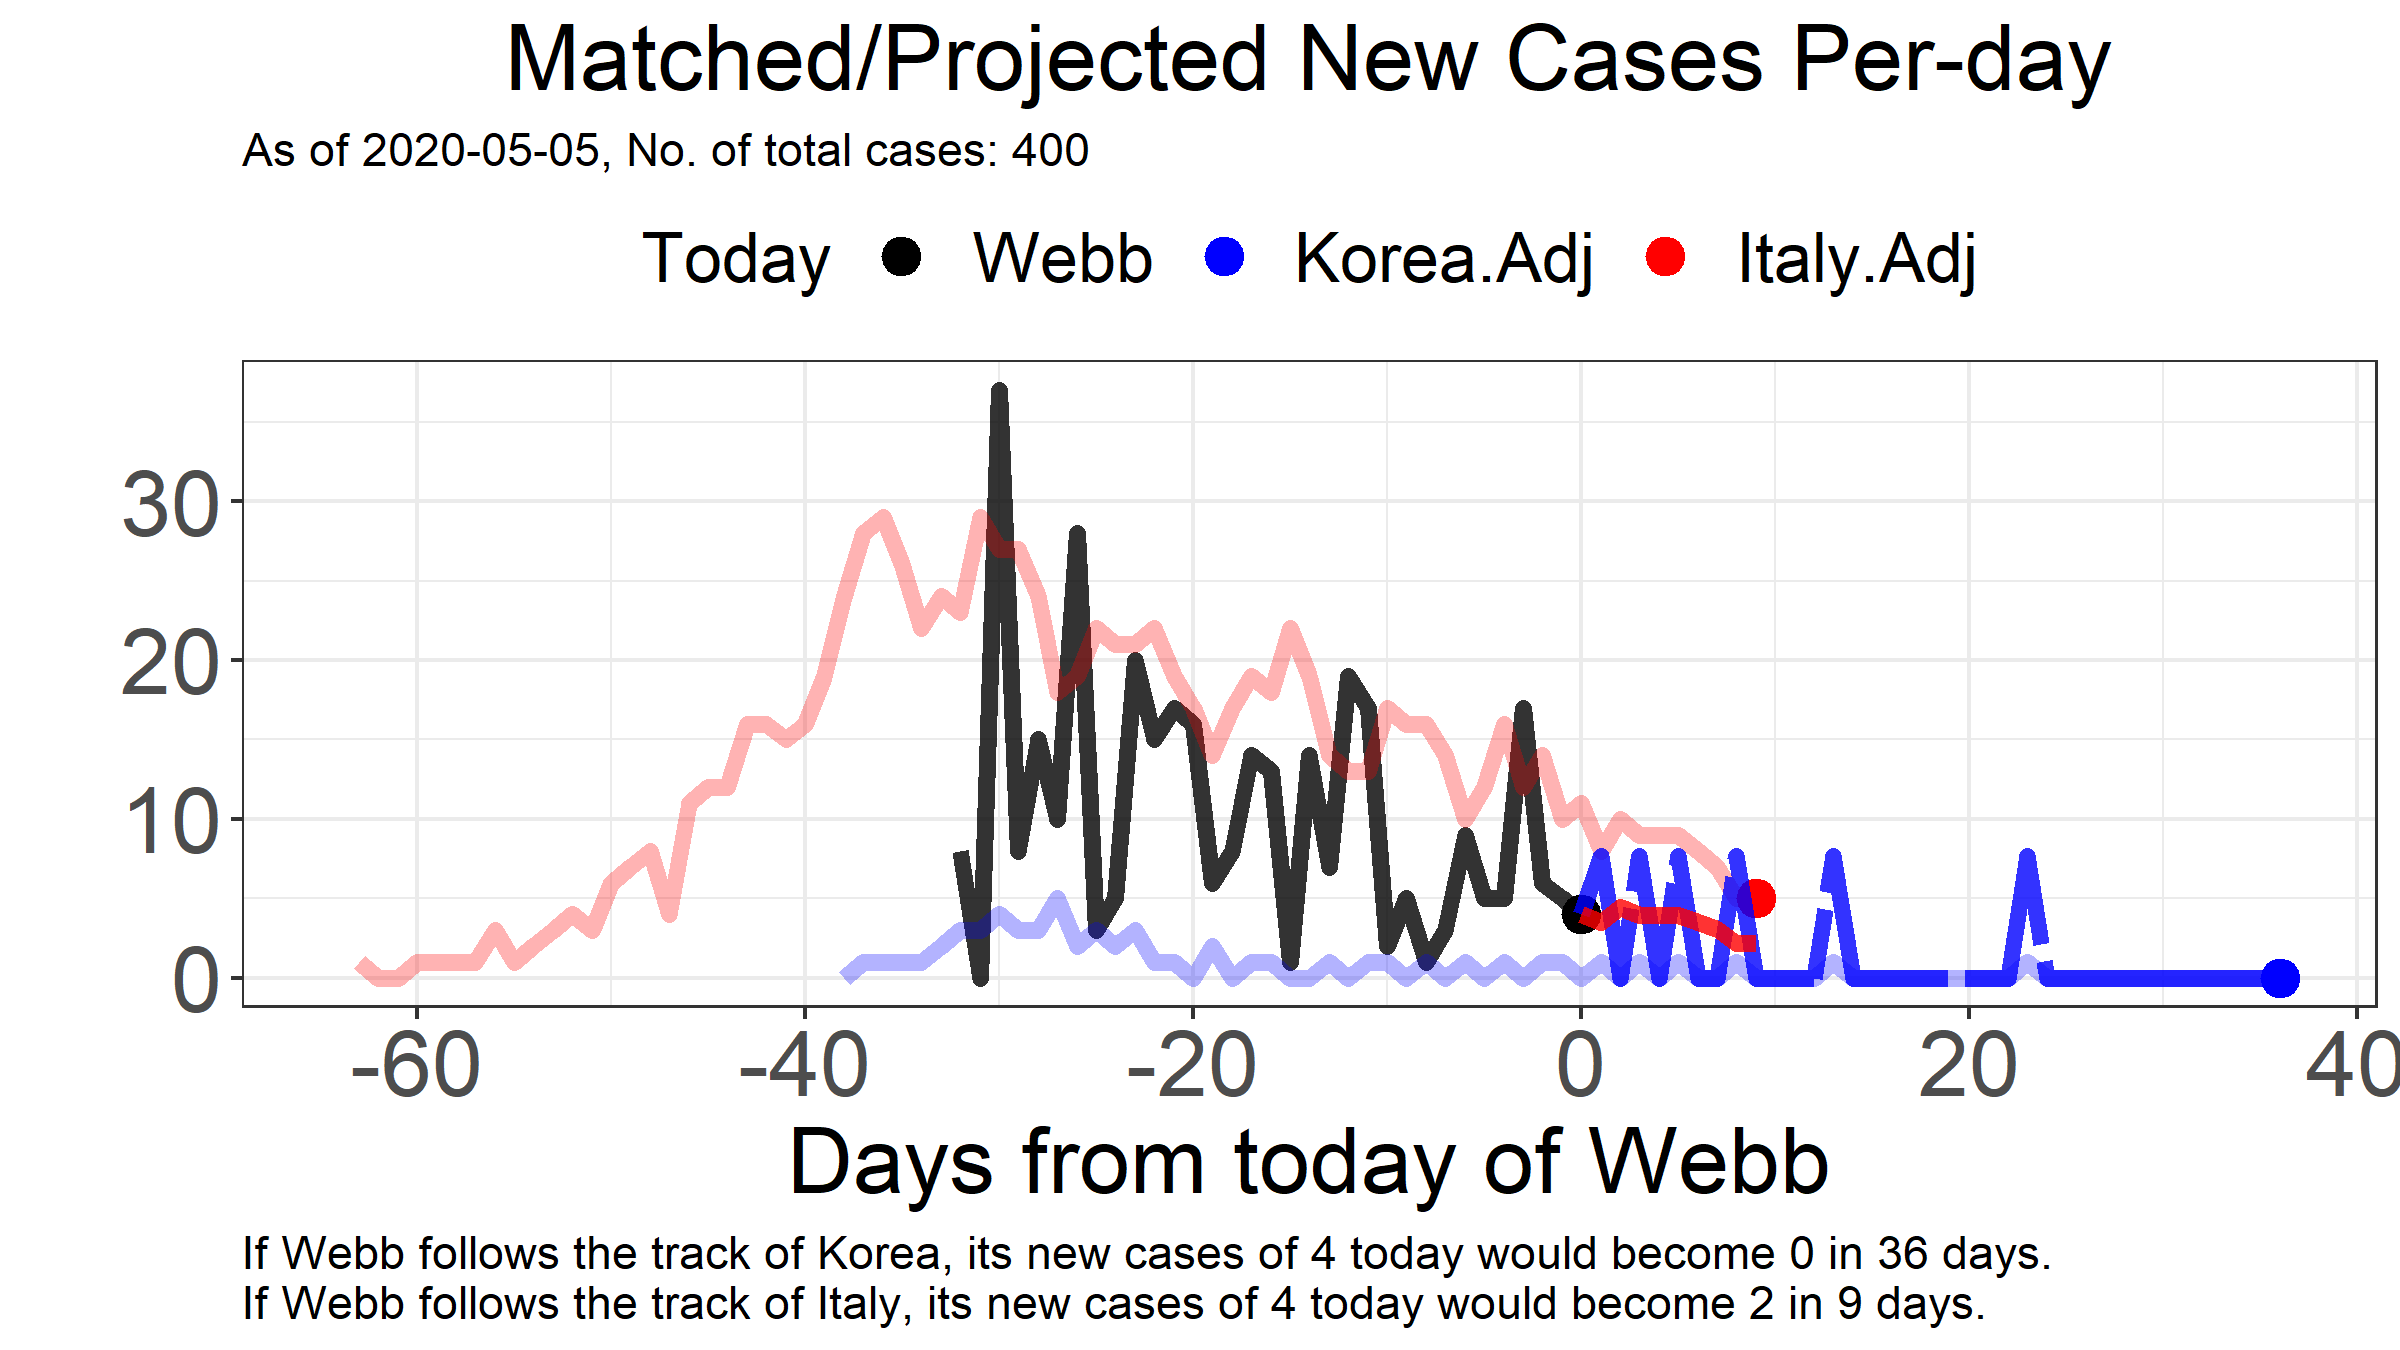 Matched/Projected New Cases Per-day
As of 2020-05-05, No. of total cases: 400
Today Webb Korea.Adj Italy.Adj
30
20
10
0
-60 -40 -20 0 20 40
Days from today of Webb
If Webb follows the track of Korea, its new cases of 4 today would become 0 in 36 days.
If Webb follows the track of Italy, its new cases of 4 today would become 2 in 9 days.